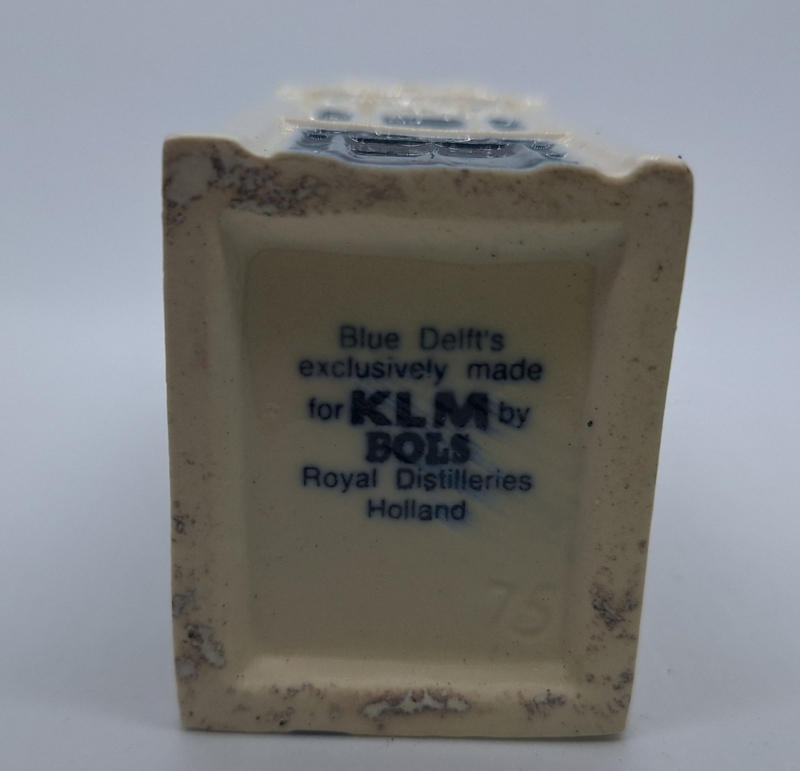 Blue Delft's
exclusively made
for KLM by
BOLS
Royal Distilleries
Holland
75